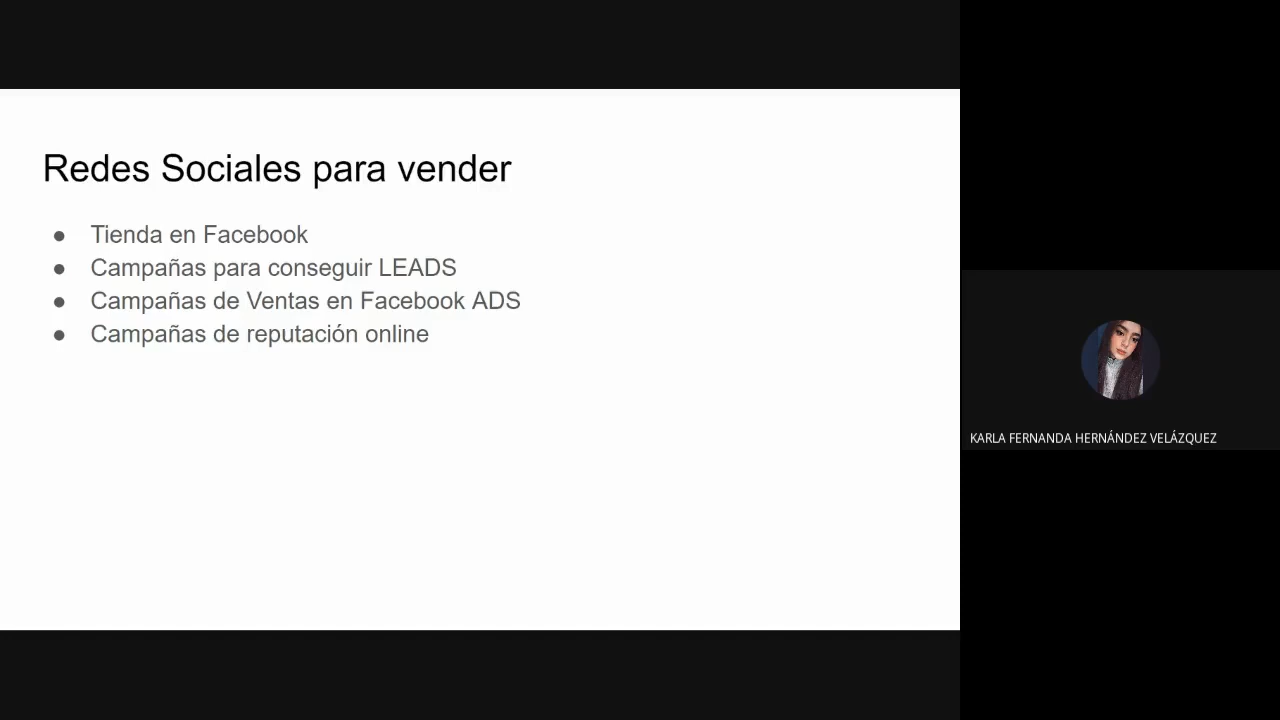 Redes Sociales para vender
● Tienda en Facebook
● Campañas para conseguir LEADS
● Campañas de Ventas en Facebook ADS
● Campañas de reputación online
KARLA FERNANDA HERNÁNDEZ VELÁZQUEZ